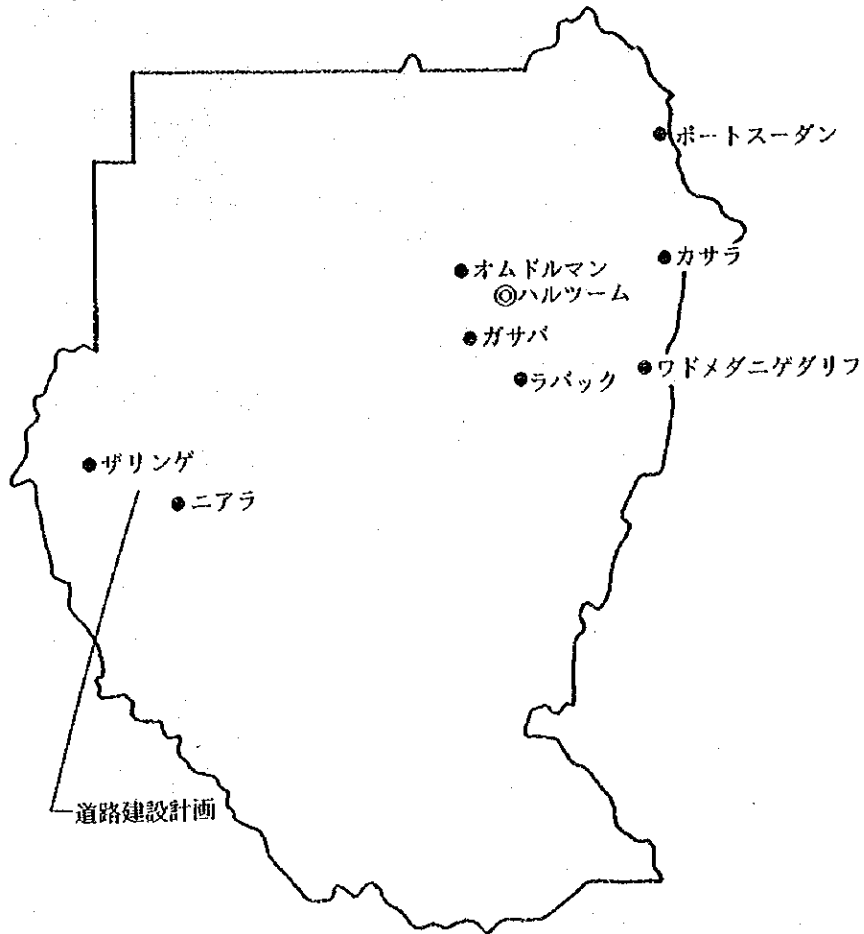 ポートスーダン
カサラ
オムドルマン
ハルツーム
ガサバ
ワドメダニゲダリフ
ラバック
ザリンゲ
ニアラ
道路建設計画